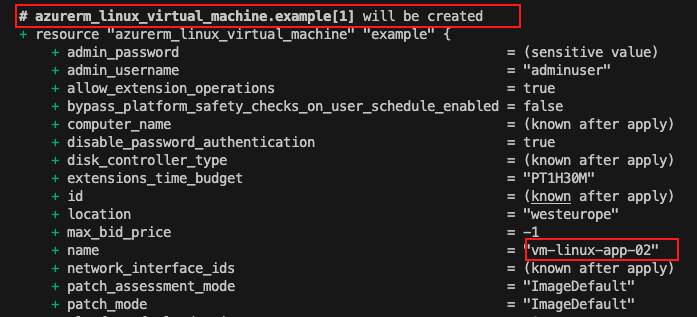 # azurerm_linux_virtual_machine.example[1] will be created
+ resource "azurerm_linux_virtual_machine" "example" {
+ admin_password = (sensitive value)
+ admin_username = "adminuser"
+ allow_extension_operations = true
+ bypass_platform_safety_checks_on_user_schedule_enabled = false
+ computer_name = (known after apply)
+ disable_password_authentication = true
+ disk_controller_type = (known after apply)
+ extensions_time_budget = "PT1H30M"
+ id = (known after apply)
+ location = "westeurope"
+ max_bid_price = -1
+ name = "vm-linux-app-02"
+ network_interface_ids = (known after apply)
+ patch_assessment_mode = "ImageDefault"
+ patch_mode = "ImageDefault"